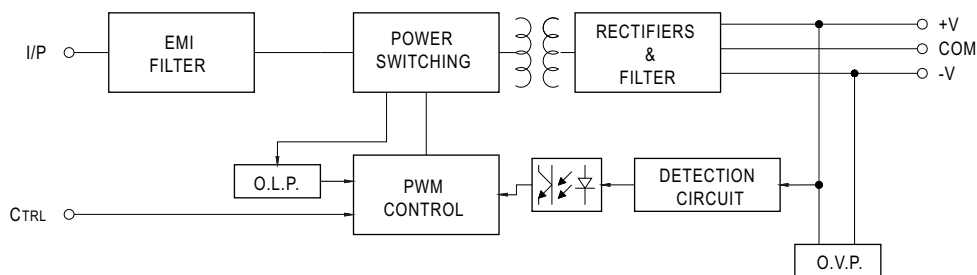 I/P
EMI
FILTER
POWER
SWITCHING
RECTIFIERS
&
FILTER
+V
COM
-V
O.L.P.
PWM
CONTROL
DETECTION
CIRCUIT
CTRL
O.V.P.